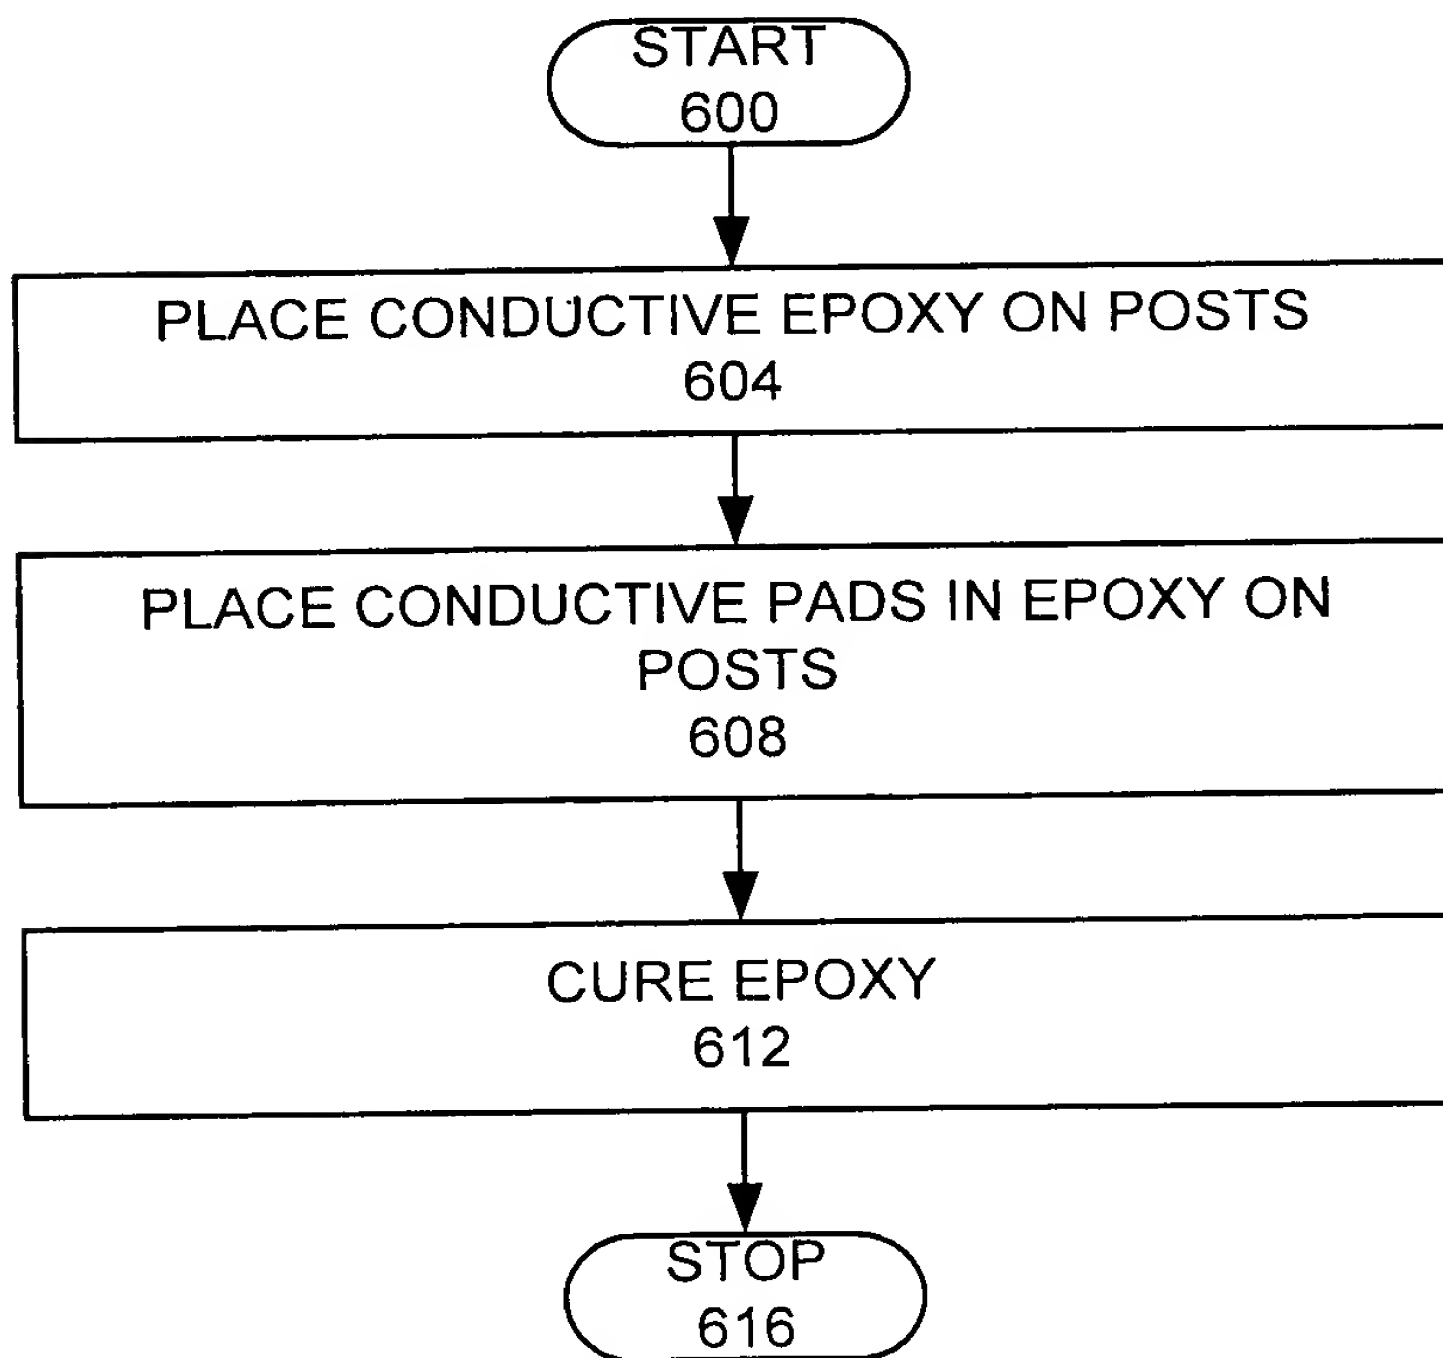 START
600
PLACE CONDUCTIVE EPOXY ON POSTS
604
PLACE CONDUCTIVE PADS IN EPOXY ON
POSTS
608
CURE EPOXY
612
STOP
616